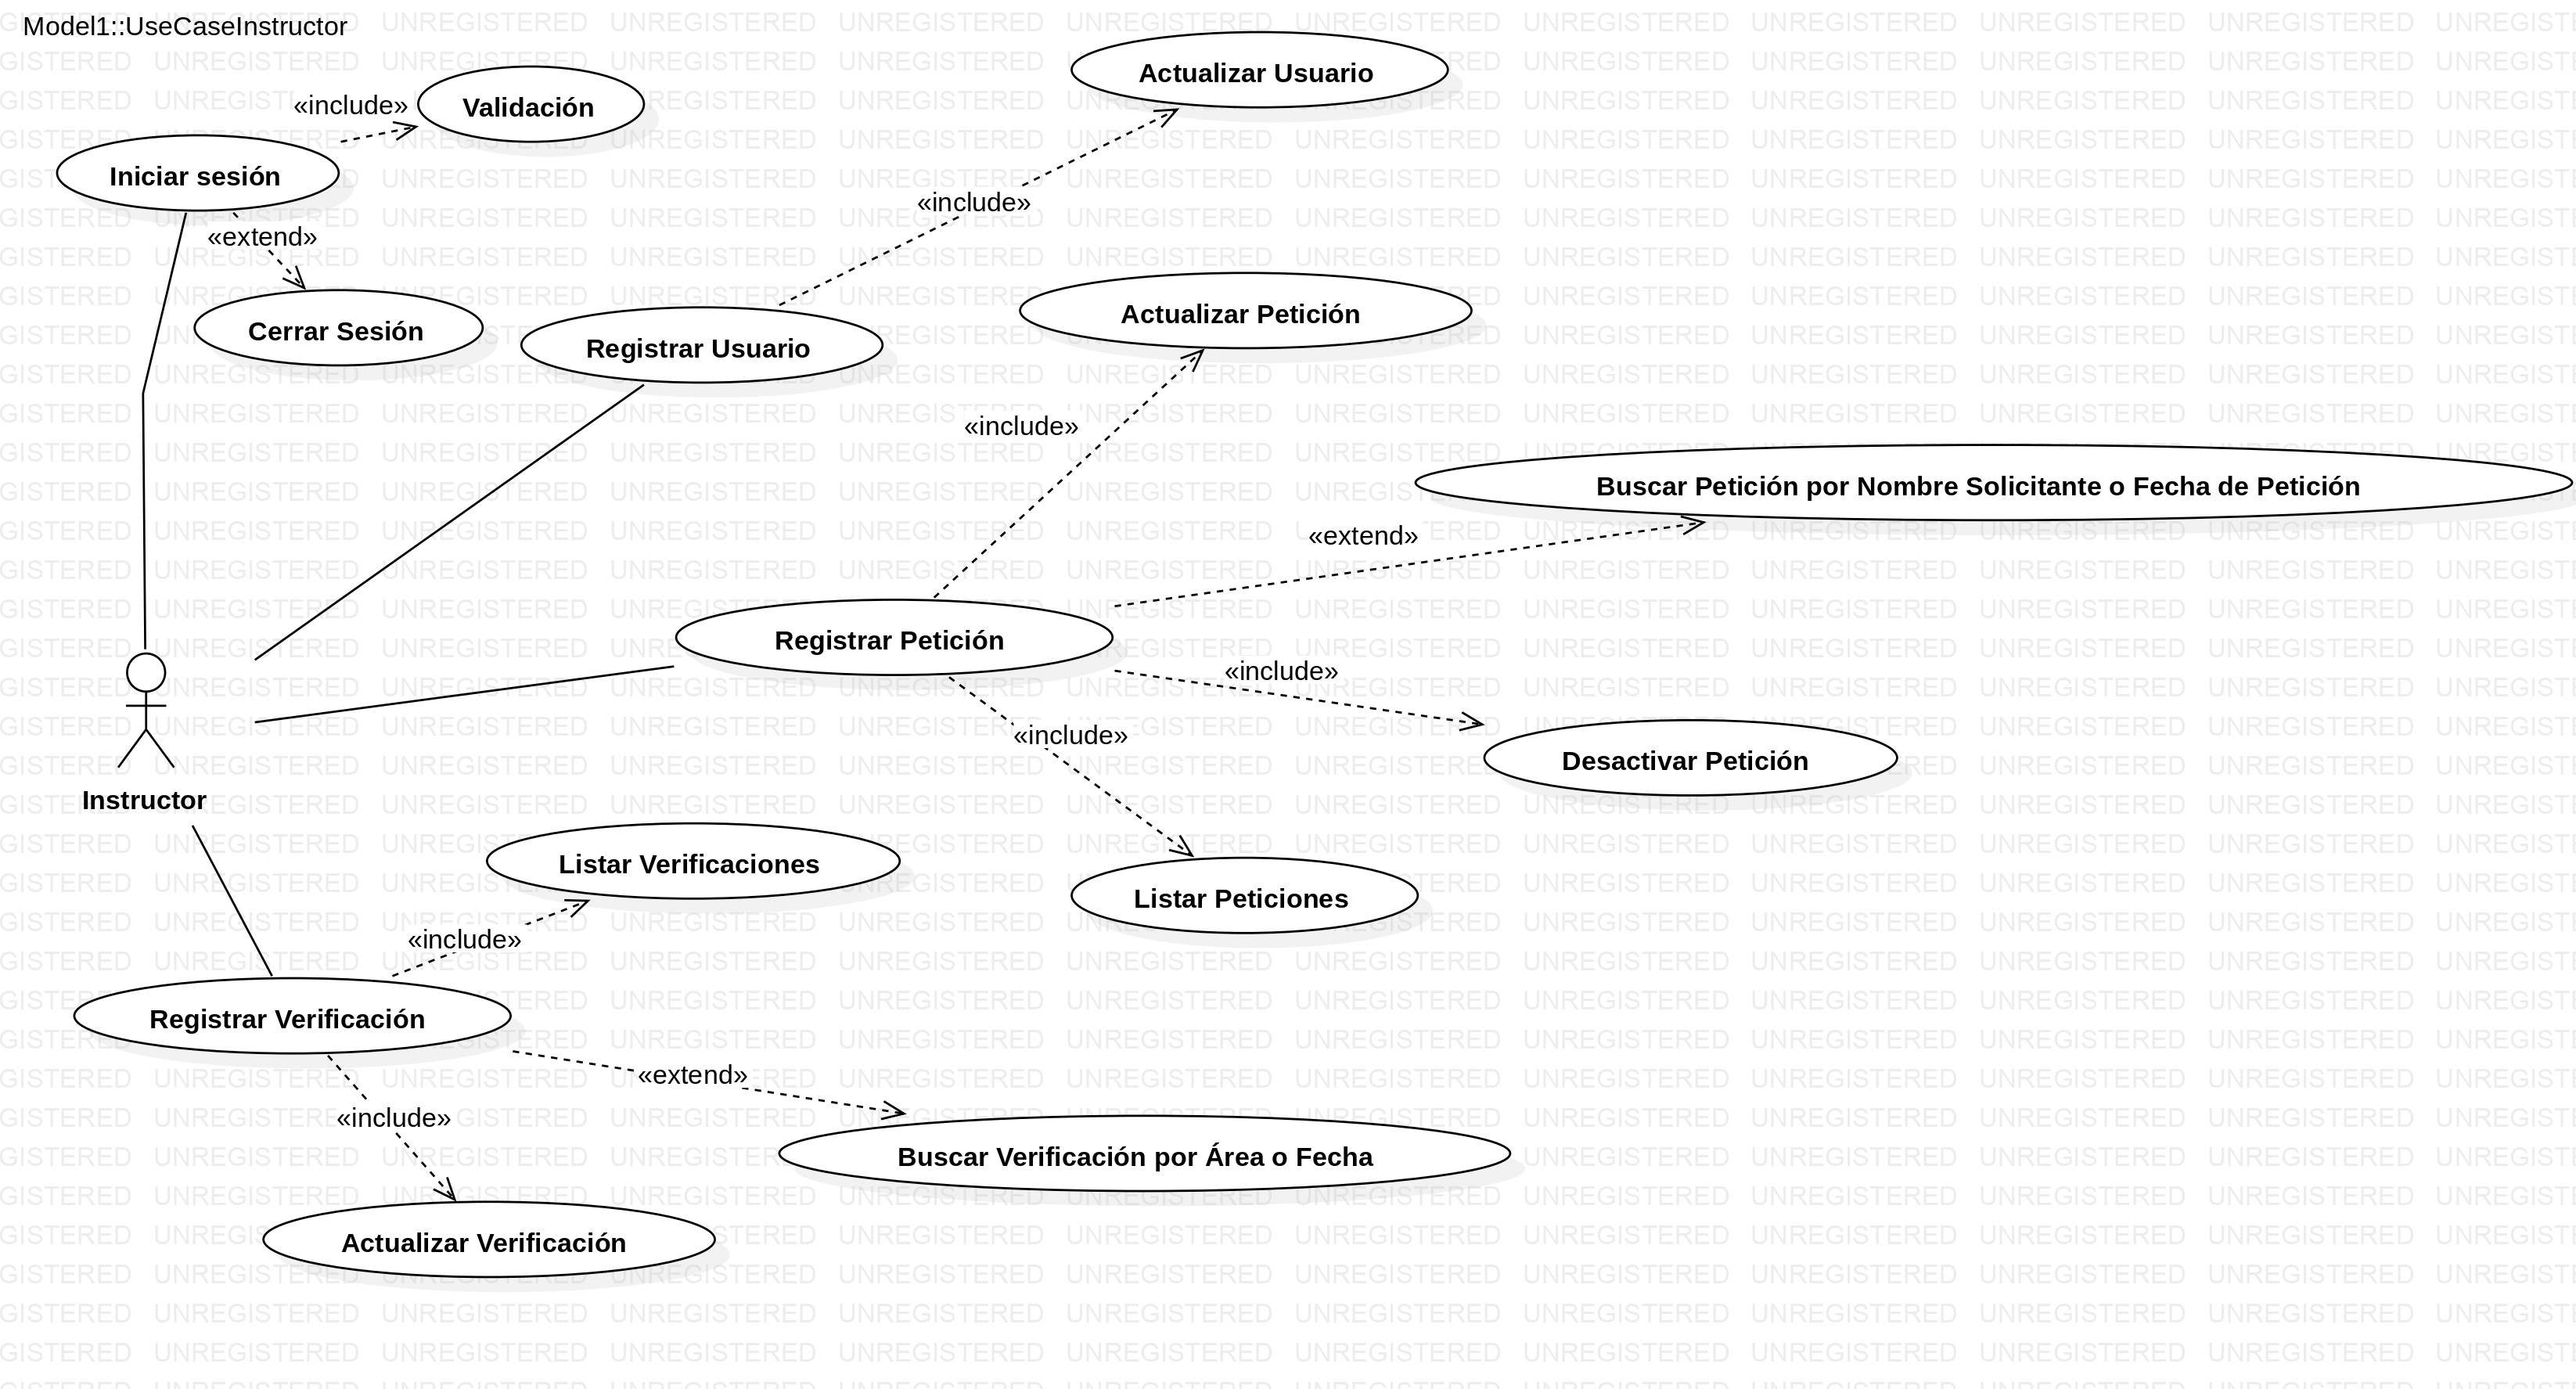 Model1::UseCaseInstructor
Actualizar Usuario
«include»
Validación
Iniciar sesión
«include»
«extend»
Actualizar Petición
Cerrar Sesión
Registrar Usuario
«include»
Buscar Petición por Nombre Solicitante o Fecha de Petición
«extend»
Registrar Petición
«include»
«include»
Desactivar Petición
Instructor
Listar Verificaciones
Listar Peticiones
«include»
Registrar Verificación
«extend»
«include»
Buscar Verificación por Área o Fecha
Actualizar Verificación
UNREGISTERED